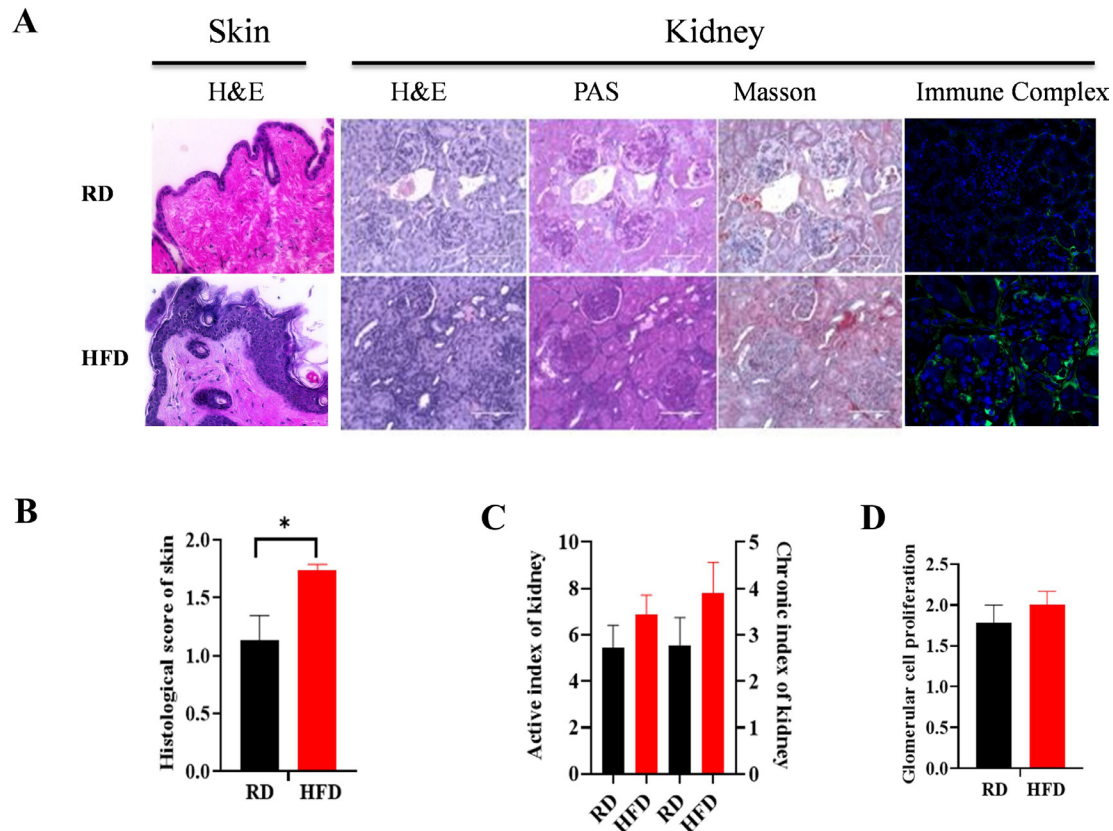 A
Skin
Kidney
H&E
H&E
PAS
Masson
Immune Complex
RD
HFD
B
Histological score of skin
2.0
1.5
1.0
0.5
0.0
*
RD
HFD
C
Active index of kidney
10
8
6
4
2
0
RD
HFD
RD
HFD
5
4
3
2
1
0
Chronic index of kidney
D
Glomerular cell proliferation
2.5
2.0
1.5
1.0
0.5
0.0
RD
HFD